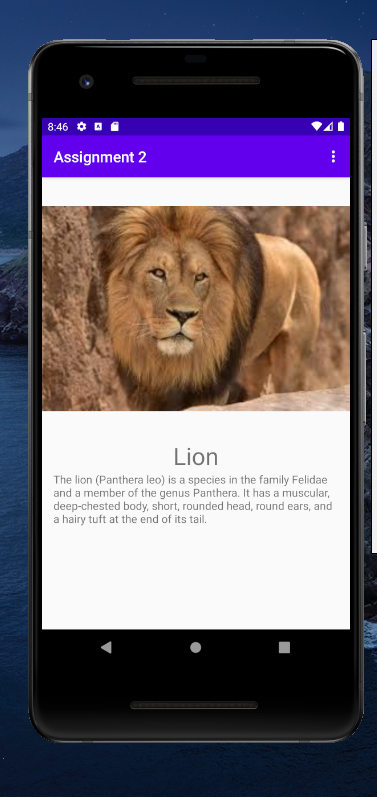 8:46
Assignment 2
Lion
The lion (Panthera leo) is a species in the family Felidae
and a member of the genus Panthera. It has a muscular,
deep-chested body, short, rounded head, round ears, and
a hairy tuft at the end of its tail.